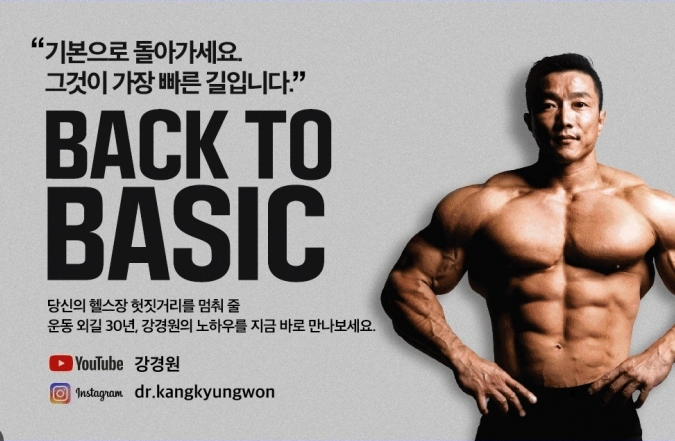 “기본으로 돌아가세요.
그것이 가장 빠른 길입니다.”
BACK TO
BASIC
당신의 헬스장 헛짓거리를 멈춰 줄
운동 외길 30년, 강경원의 노하우를 지금 바로 만나보세요.
YouTube 강경원
Instagram dr.kangkyungwon